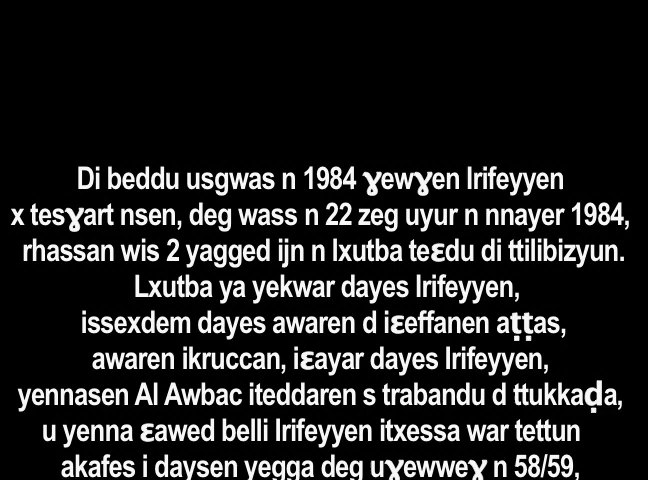 Di beddu usgwas n 1984 ɣewɣen Irifeyyen
x tesɣart nsen, deg wass n 22 zeg uyur n nnayer 1984,
rhassan wis 2 yagged ijn n lxutba teɛdu di ttilibizyun.
Lxutba ya yekwar dayes Irifeyyen,
issexdem dayes awaren d iɛeffanen aṭṭas,
awaren ikruccan, iɛayar dayes Irifeyyen,
yennasen Al Awbac iteddaren s trabandu d ttukkaḍa,
u yenna ɛawed belli Irifeyyen itxessa war tettun
akafes i daysen yegga deg uɣewweɣ n 58/59,